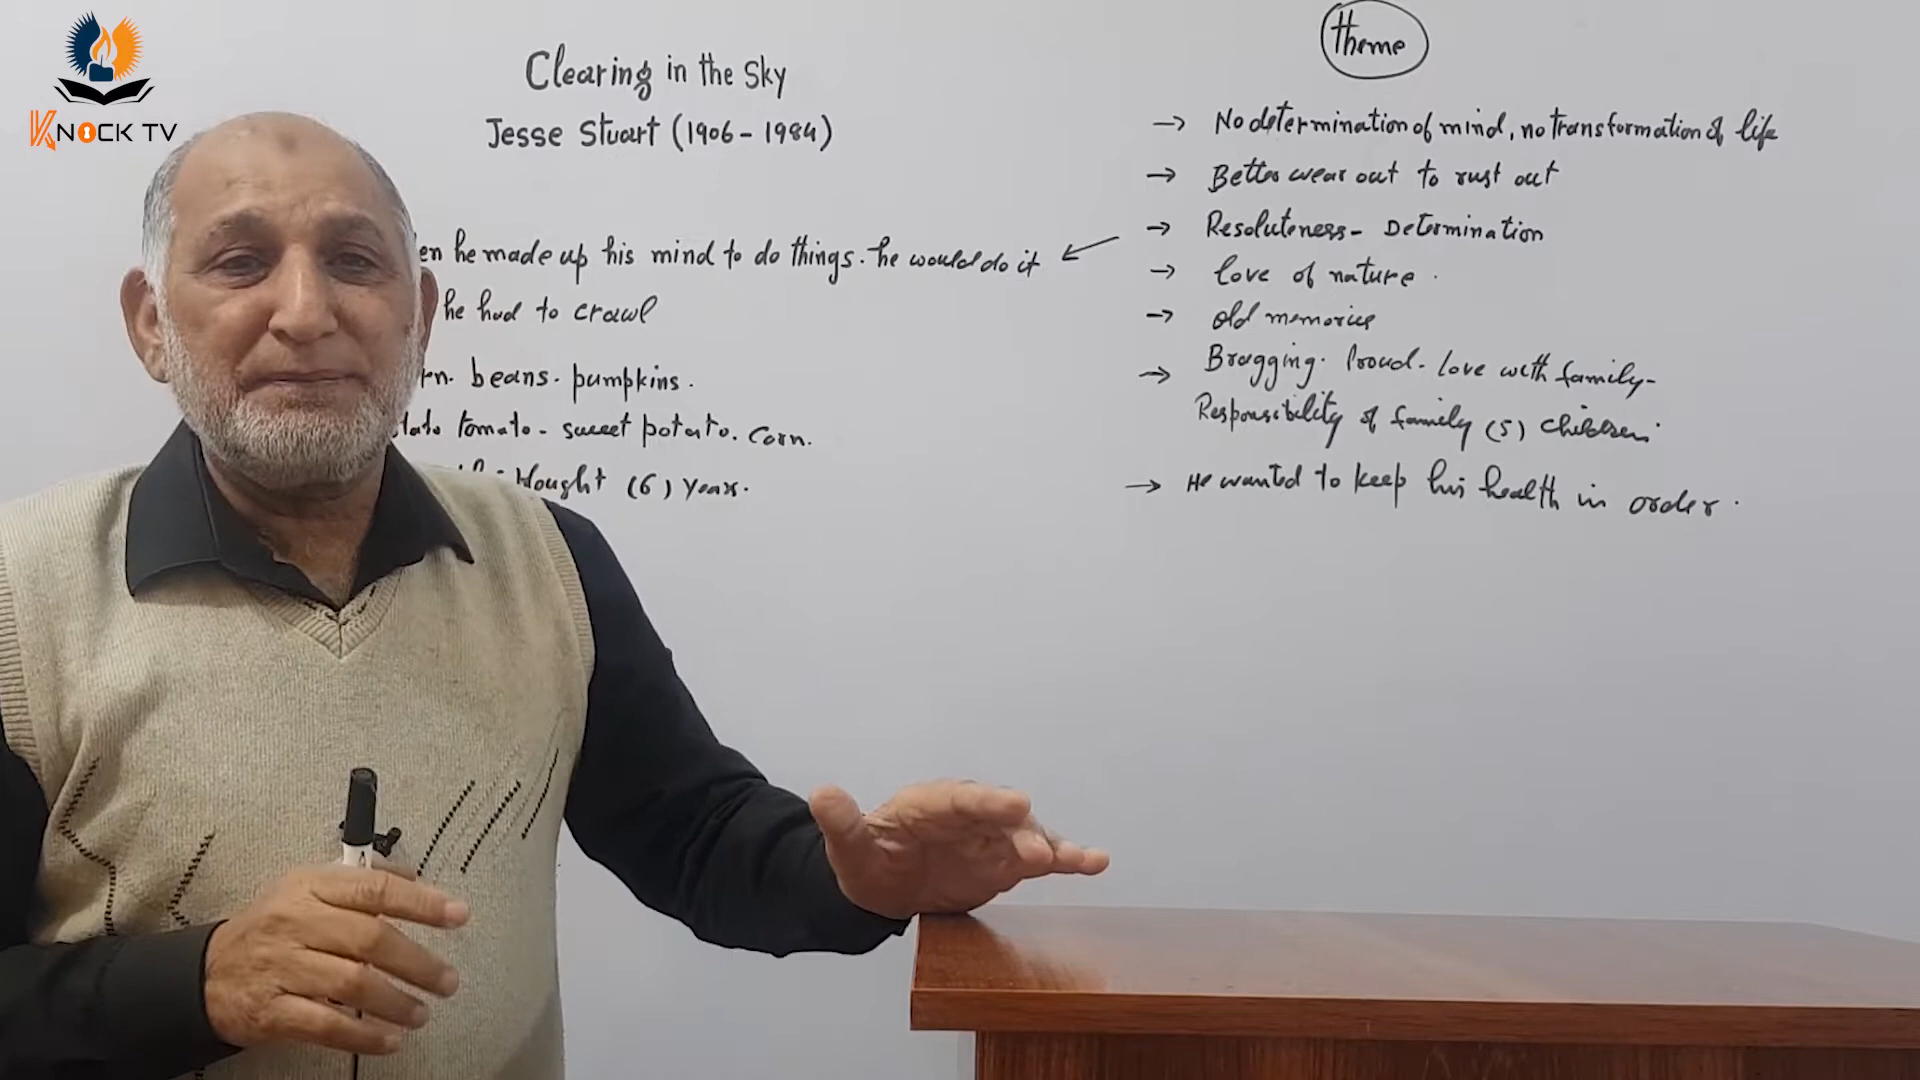 KNOCK TV
Clearing in the Sky
Jesse Stuart (1906 - 1984)
he made up his mind to do things. he would do it
he had to crawl
beans. pumpkins.
tomato - sweet potato. corn.
(6) years.
Theme
→ No determination of mind, no transformation of life
→ Better wear out to rust out
→ Resoluteness - Determination
→ love of nature.
→ old memories
→ Bragging. Proud. Love with family -
Responsibility of family (5) children.
→ He wanted to keep his health in order.